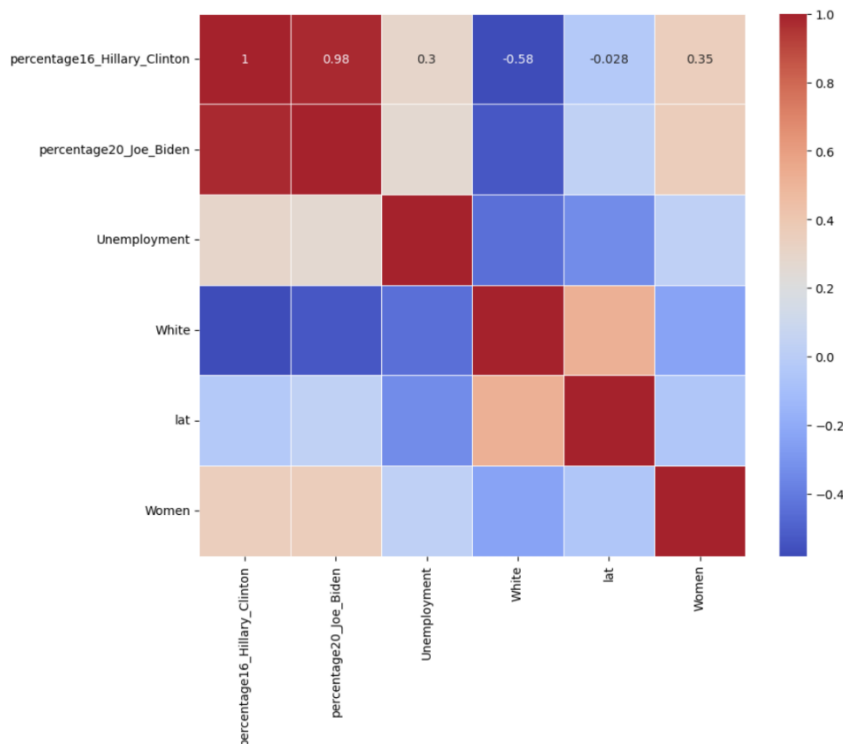 percentage16_Hillary_Clinton
1 0.98 0.3 -0.58 -0.028 0.35
percentage20_Joe_Biden
Unemployment
White
lat
Women
percentage16_Hillary_Clinton
percentage20_Joe_Biden
Unemployment
White
lat
Women
1.0
0.8
0.6
0.4
0.2
0.0
−0.2
−0.4